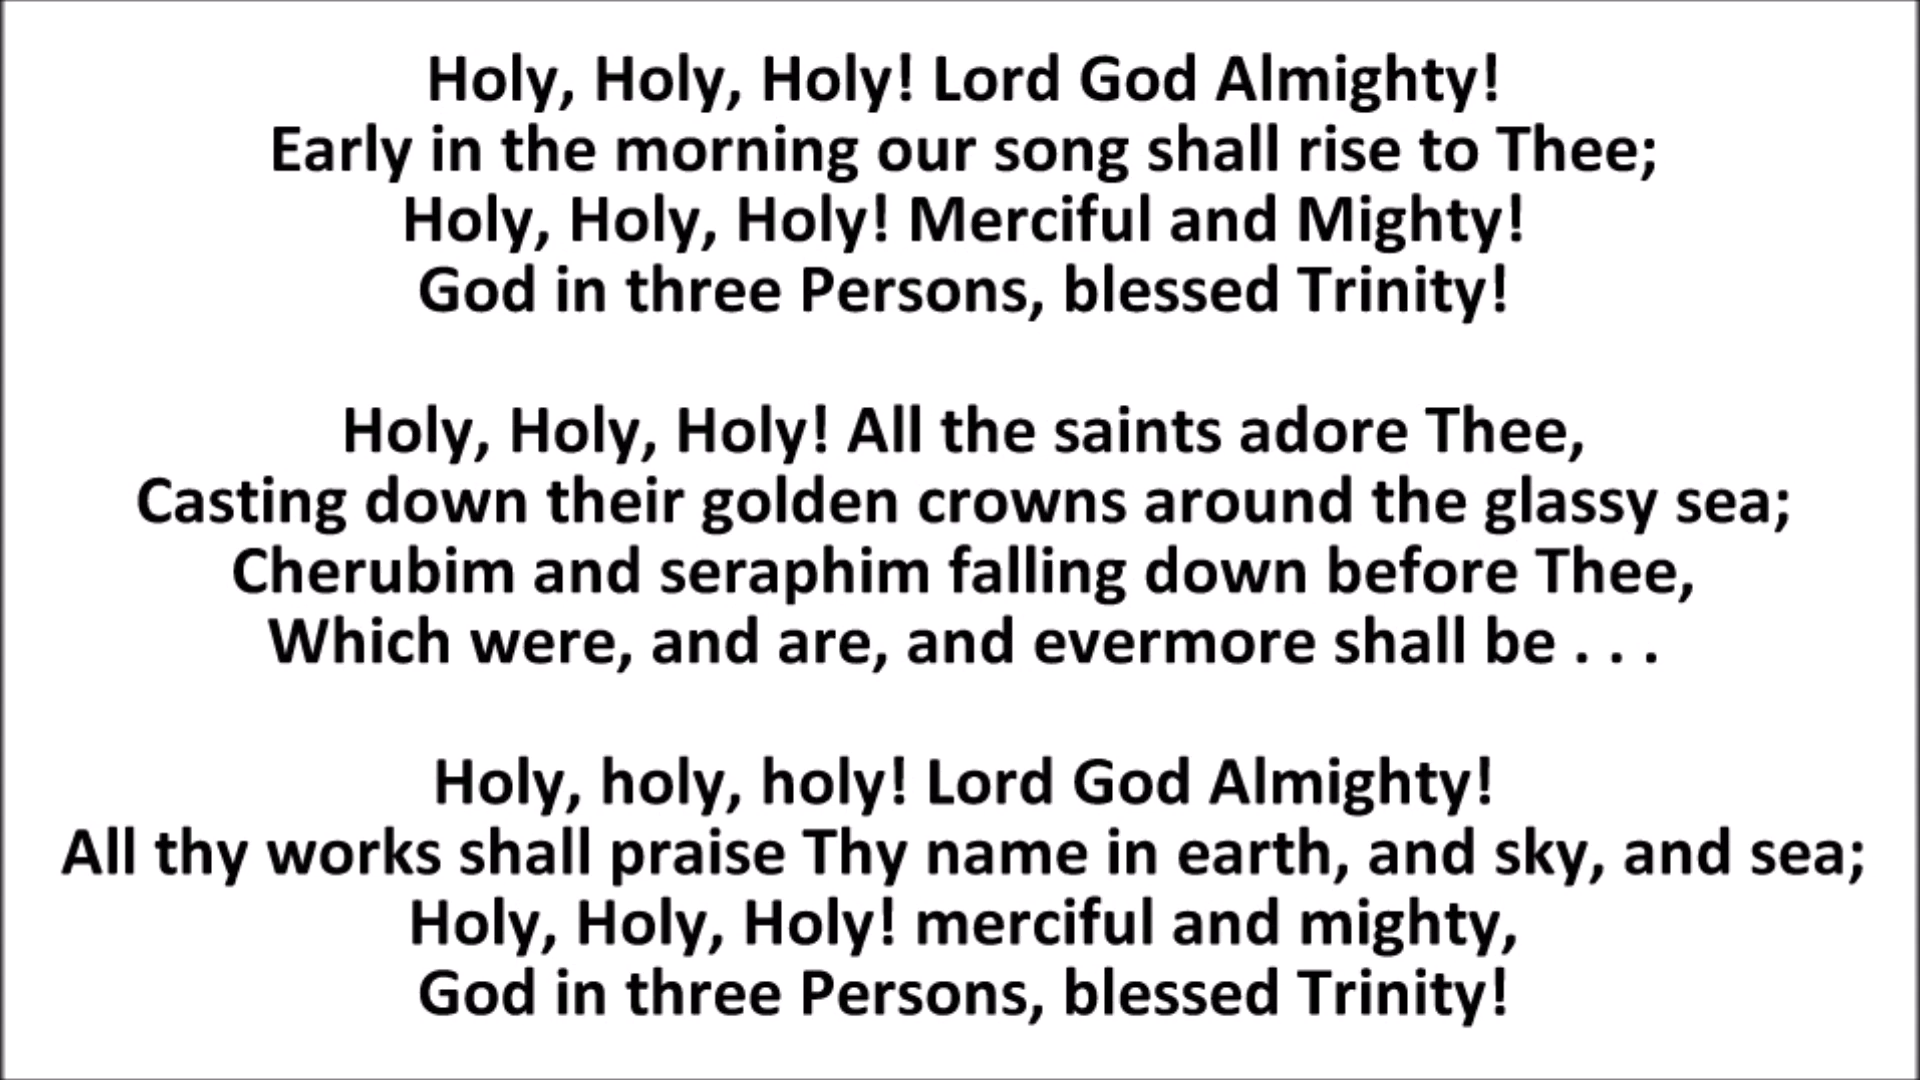 Holy, Holy, Holy! Lord God Almighty!
Early in the morning our song shall rise to Thee;
Holy, Holy, Holy! Merciful and Mighty!
God in three Persons, blessed Trinity!
Holy, Holy, Holy! All the saints adore Thee,
Casting down their golden crowns around the glassy sea;
Cherubim and seraphim falling down before Thee,
Which were, and are, and evermore shall be . . .
Holy, holy, holy! Lord God Almighty!
All thy works shall praise Thy name in earth, and sky, and sea;
Holy, Holy, Holy! merciful and mighty,
God in three Persons, blessed Trinity!